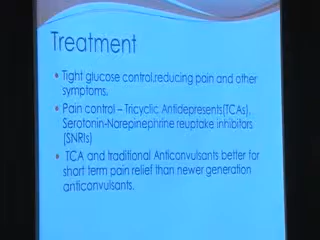 Treatment
• Tight glucose control,reducing pain and other
symptoms.
• Pain control – Tricyclic Antidepresents(TCAs),
Serotonin-Norepinephrine reuptake inhibitors
(SNRIs)
• TCA and traditional Anticonvulsants better for
short term pain relief than newer generation
anticonvulsants.